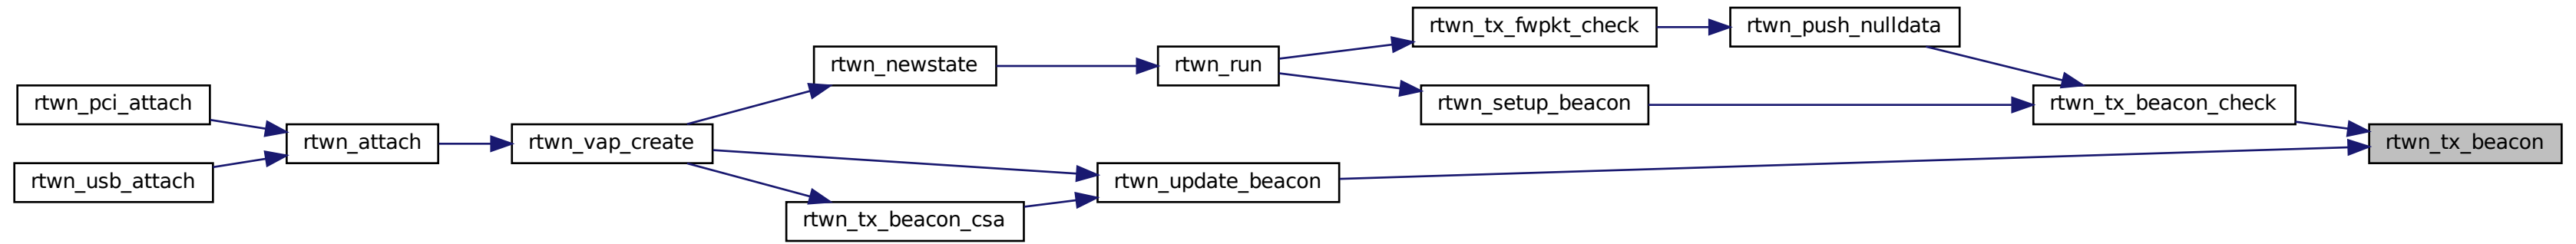 rtwn_pci_attach
rtwn_usb_attach
rtwn_attach
rtwn_vap_create
rtwn_newstate
rtwn_tx_beacon_csa
rtwn_run
rtwn_update_beacon
rtwn_tx_fwpkt_check
rtwn_setup_beacon
rtwn_push_nulldata
rtwn_tx_beacon_check
rtwn_tx_beacon